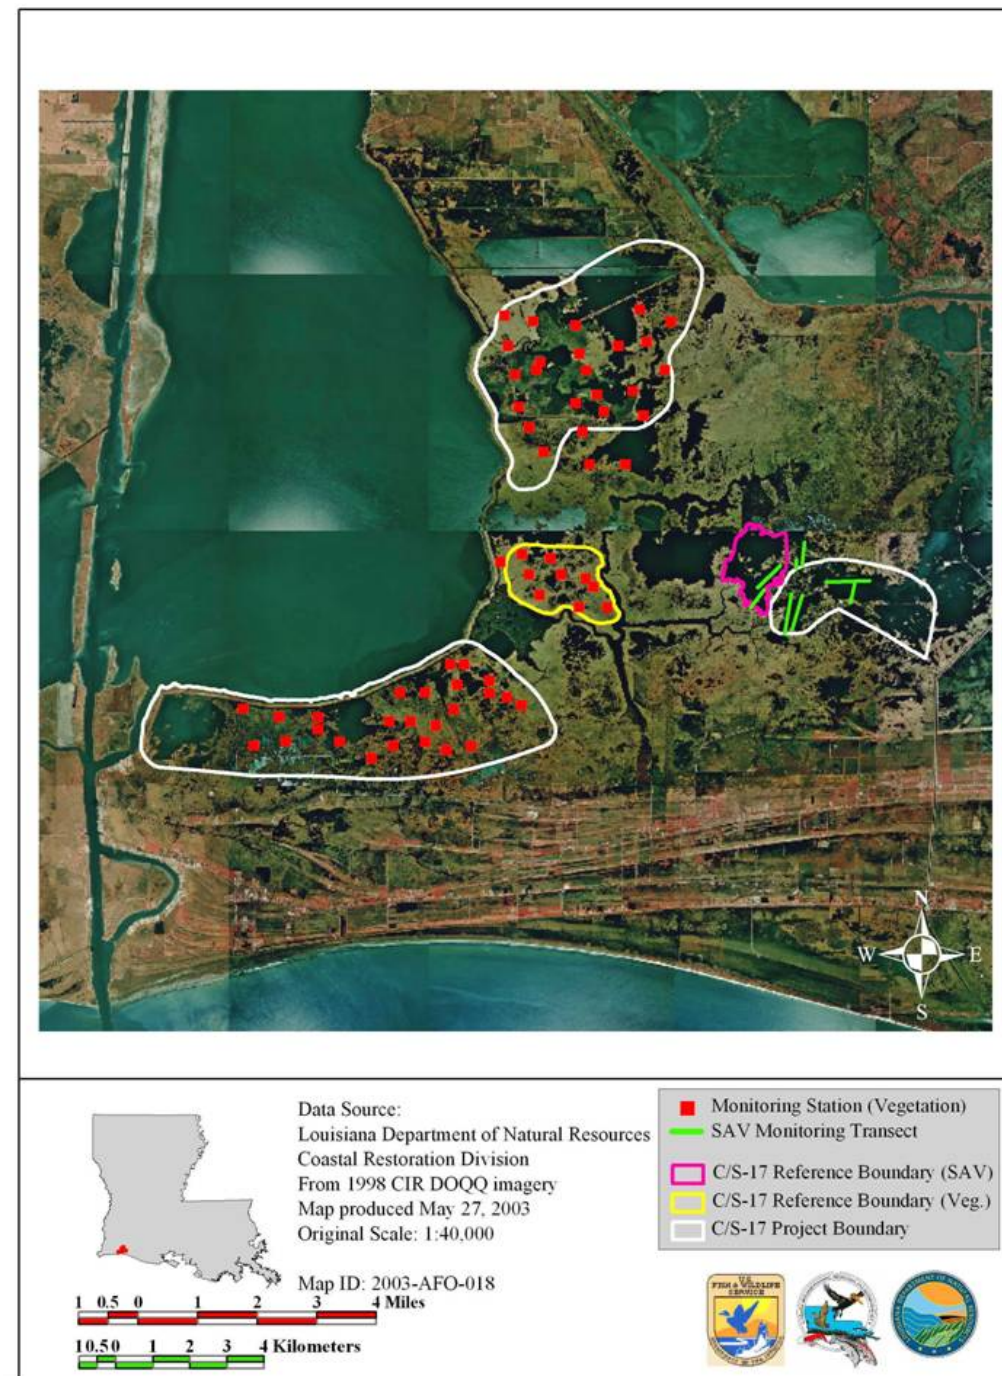 N
W E
S
Data Source:
Louisiana Department of Natural Resources
Coastal Restoration Division
From 1998 CIR DOQQ imagery
Map produced May 27, 2003
Original Scale: 1:40,000
Map ID: 2003-AFO-018
1 0.5 0 1 2 3 4 Miles
1 0.5 0 1 2 3 4 Kilometers
Monitoring Station (Vegetation)
SAV Monitoring Transect
C/S-17 Reference Boundary (SAV)
C/S-17 Reference Boundary (Veg.)
C/S-17 Project Boundary
U.S.
FISH & WILDLIFE
SERVICE